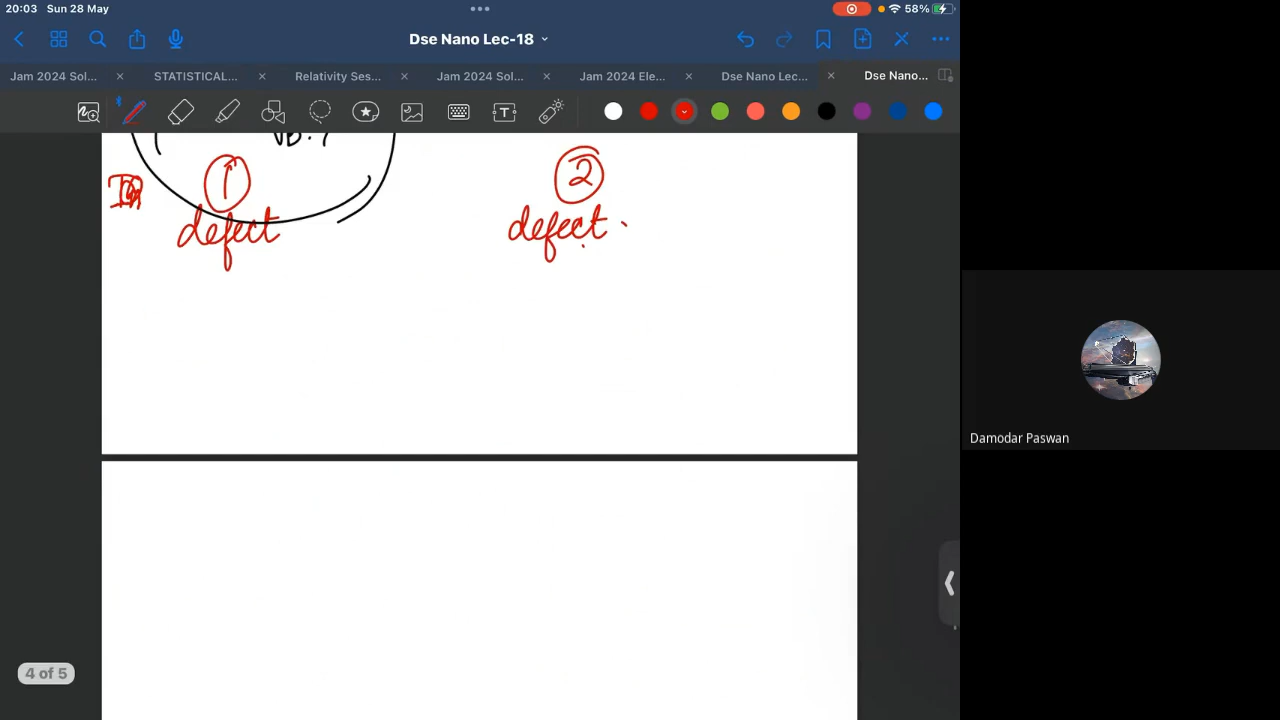 20:03 Sun 28 May
58%
Dse Nano Lec-18
Jam 2024 Sol...
STATISTICAL...
Relativity Ses...
Jam 2024 Sol...
Jam 2024 Ele...
Dse Nano Lec...
Dse Nano...
VB.
1
2
defect
defect
4 of 5
Damodar Paswan